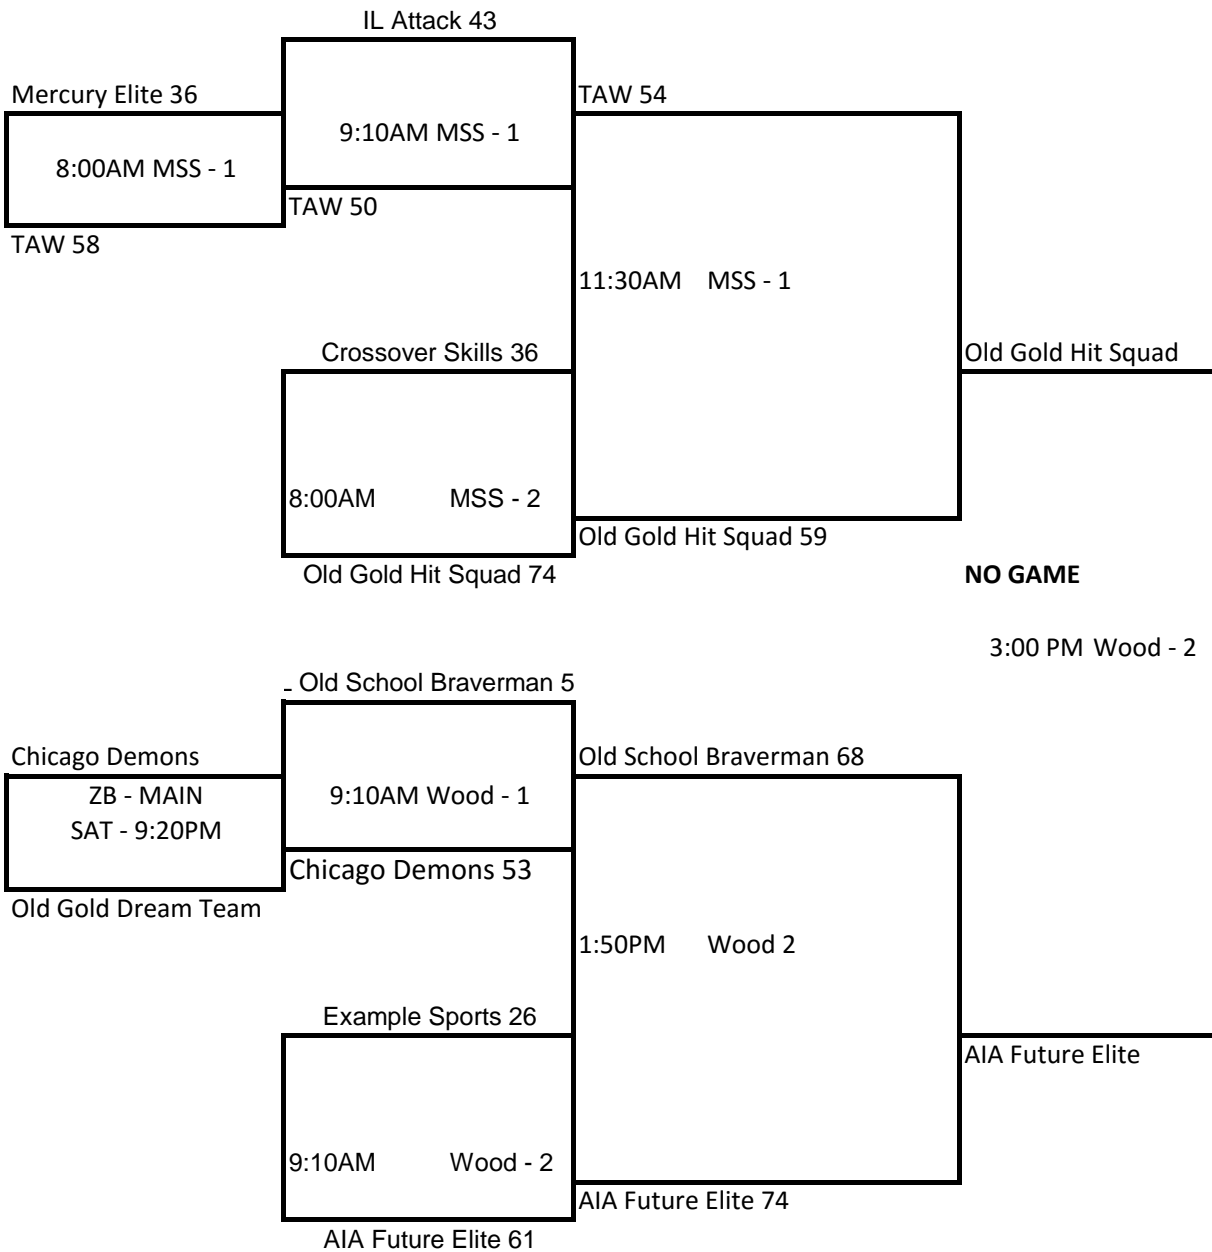 IL Attack 43
Mercury Elite 36
TAW 54
9:10AM MSS - 1
8:00AM MSS - 1
TAW 50
TAW 58
11:30AM MSS - 1
Crossover Skills 36
Old Gold Hit Squad
8:00AM MSS - 2
Old Gold Hit Squad 59
Old Gold Hit Squad 74
NO GAME
3:00 PM Wood - 2
Old School Braverman 5
Chicago Demons
Old School Braverman 68
ZB - MAIN
9:10AM Wood - 1
SAT - 9:20PM
Chicago Demons 53
Old Gold Dream Team
1:50PM Wood 2
Example Sports 26
AIA Future Elite
9:10AM Wood - 2
AIA Future Elite 74
AIA Future Elite 61